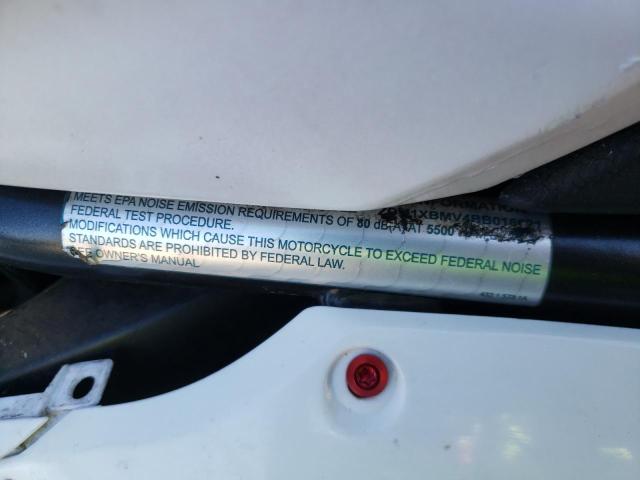 MEETS EPA NOISE EMISSION REQUIREMENTS OF 80 dBA AT 5500
FEDERAL TEST PROCEDURE.
MODIFICATIONS WHICH CAUSE THIS MOTORCYCLE TO EXCEED FEDERAL NOISE
STANDARDS ARE PROHIBITED BY FEDERAL LAW.
OWNER'S MANUAL